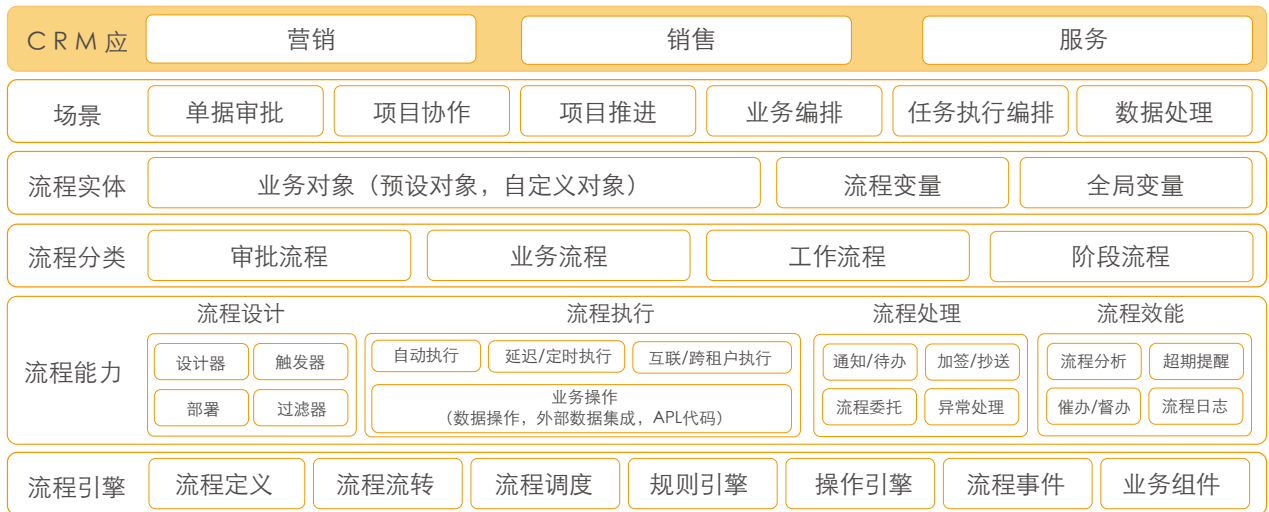 CRM应
营销
销售
服务
场景
单据审批
项目协作
项目推进
业务编排
任务执行编排
数据处理
流程实体
业务对象（预设对象，自定义对象）
流程变量
全局变量
流程分类
审批流程
业务流程
工作流程
阶段流程
流程能力
流程设计
设计器
触发器
部署
过滤器
流程执行
自动执行
延迟/定时执行
互联/跨租户执行
业务操作
（数据操作，外部数据集成，APL代码）
流程处理
通知/待办
加签/抄送
流程委托
异常处理
流程效能
流程分析
超期提醒
催办/督办
流程日志
流程引擎
流程定义
流程流转
流程调度
规则引擎
操作引擎
流程事件
业务组件